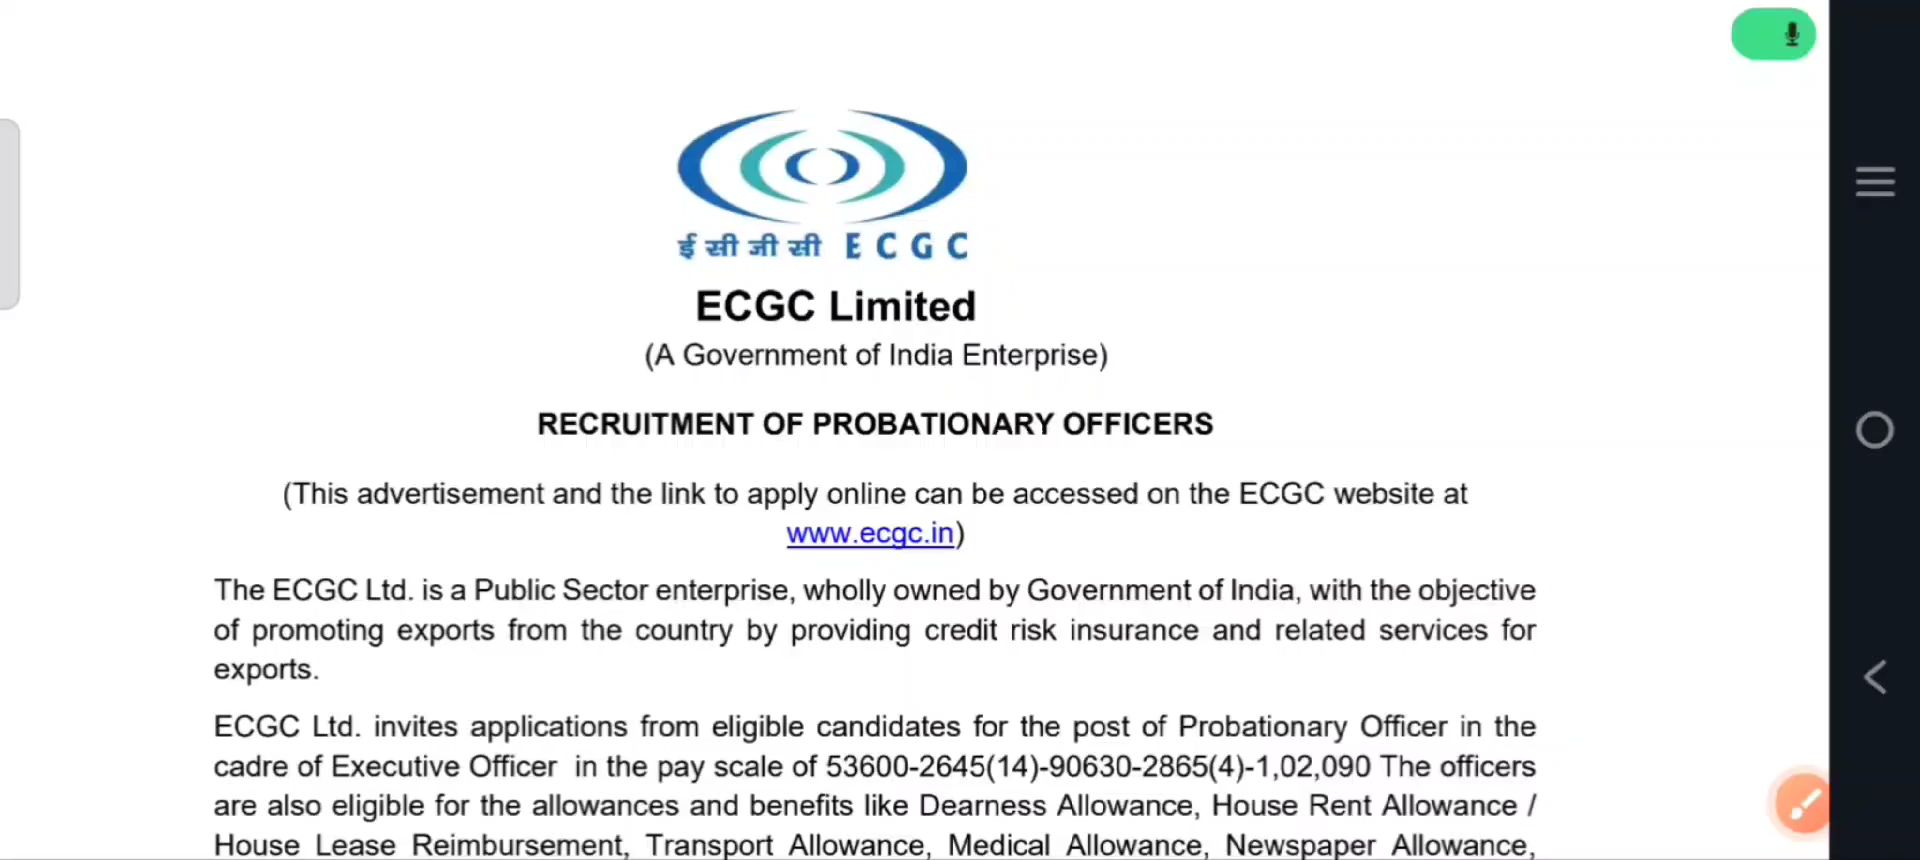 ई सी जी सी E C G C
ECGC Limited
(A Government of India Enterprise)
RECRUITMENT OF PROBATIONARY OFFICERS
(This advertisement and the link to apply online can be accessed on the ECGC website at
www.ecgc.in)
The ECGC Ltd. is a Public Sector enterprise, wholly owned by Government of India, with the objective
of promoting exports from the country by providing credit risk insurance and related services for
exports.
ECGC Ltd. invites applications from eligible candidates for the post of Probationary Officer in the
cadre of Executive Officer in the pay scale of 53600-2645(14)-90630-2865(4)-1,02,090 The officers
are also eligible for the allowances and benefits like Dearness Allowance, House Rent Allowance /
House Lease Reimbursement, Transport Allowance, Medical Allowance, Newspaper Allowance,